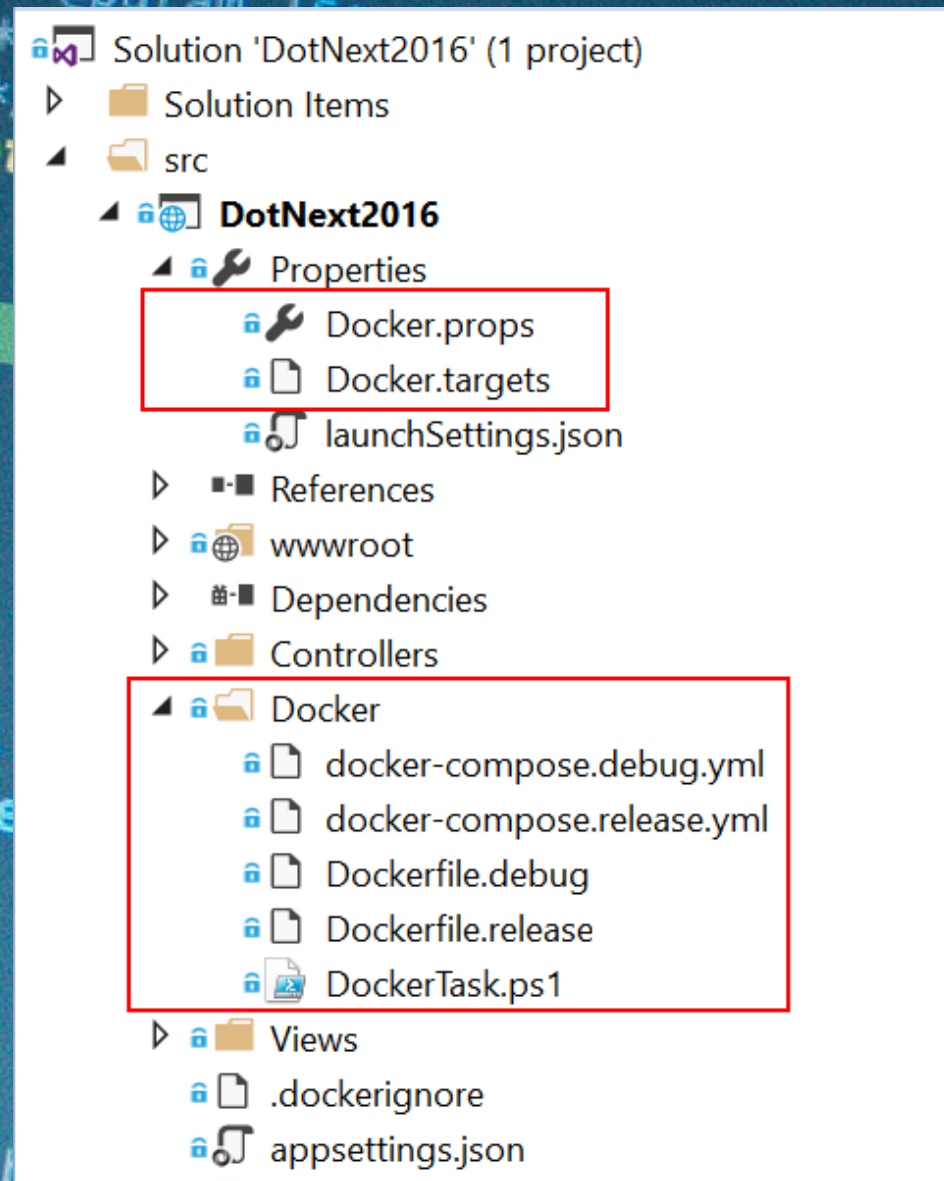 Solution 'DotNext2016' (1 project)
Solution Items
src
DotNext2016
Properties
Docker.props
Docker.targets
launchSettings.json
References
wwwroot
Dependencies
Controllers
Docker
docker-compose.debug.yml
docker-compose.release.yml
Dockerfile.debug
Dockerfile.release
DockerTask.ps1
Views
.dockerignore
appsettings.json